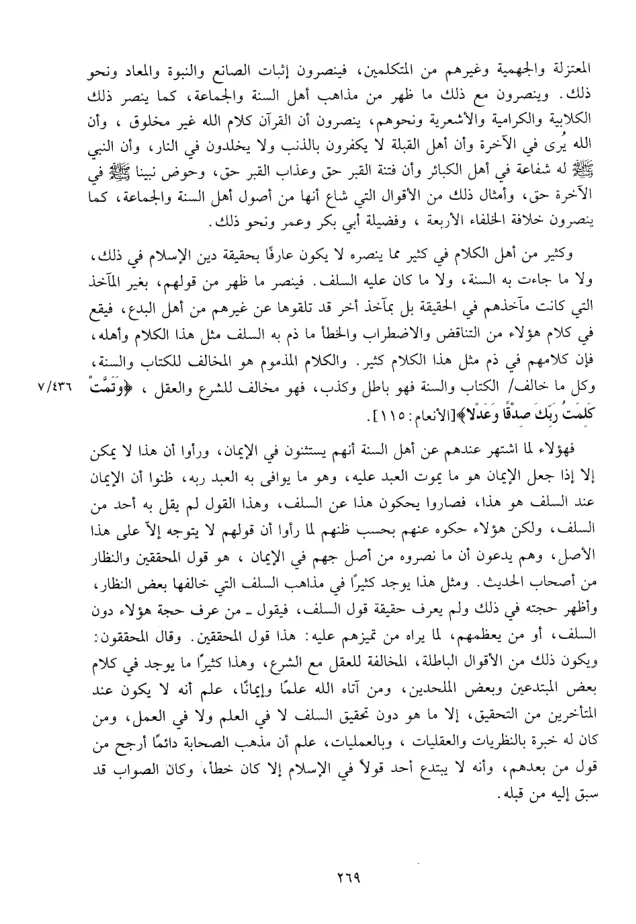 المعتزلة والجهمية وغيرهم من المتكلمين، فينصرون إثبات الصانع والنبوة والمعاد ونحو
ذلك. وينصرون مع ذلك ما ظهر من مذاهب أهل السنة والجماعة، كما ينصر ذلك
الكلابية والكرامية والأشعرية ونحوهم، ينصرون أن القرآن كلام الله غير مخلوق ، وأن
الله يُرى في الآخرة وأن أهل القبلة لا يكفرون بالذنب ولا يخلدون في النار، وأن النبي
ﷺ له شفاعة في أهل الكبائر وأن فتنة القبر حق وعذاب القبر حق، وحوض نبينا ﷺ في
الآخرة حق، وأمثال ذلك من الأقوال التي شاع أنها من أصول أهل السنة والجماعة، كما
ينصرون خلافة الخلفاء الأربعة ، وفضيلة أبي بكر وعمر ونحو ذلك.
وكثير من أهل الكلام في كثير مما ينصره لا يكون عارفًا بحقيقة دين الإسلام في ذلك،
ولا ما جاءت به السنة، ولا ما كان عليه السلف. فينصر ما ظهر من قولهم، بغير المآخذ
التي كانت مآخذهم في الحقيقة بل بمآخذ أخر قد تلقوها عن غيرهم من أهل البدع، فيقع
في كلام هؤلاء من التناقض والاضطراب والخطأ ما ذم به السلف مثل هذا الكلام وأهله،
فإن كلامهم في ذم مثل هذا الكلام كثير. والكلام المذموم هو المخالف للكتاب والسنة،
وكل ما خالف/ الكتاب والسنة فهو باطل وكذب، فهو مخالف للشرع والعقل ، ﴿وَتَمَّتْ ٧/٤٣٦
كَلِمَتُ رَبِّكَ صِدْقًا وَعَدْلًا﴾[الأنعام: ١١٥].
فهؤلاء لما اشتهر عندهم عن أهل السنة أنهم يستثنون في الإيمان، ورأوا أن هذا لا يمكن
إلا إذا جعل الإيمان هو ما يموت العبد عليه، وهو ما يوافى به العبد ربه، ظنوا أن الإيمان
عند السلف هو هذا، فصاروا يحكون هذا عن السلف، وهذا القول لم يقل به أحد من
السلف، ولكن هؤلاء حكوه عنهم بحسب ظنهم لما رأوا أن قولهم لا يتوجه إلاّ على هذا
الأصل، وهم يدعون أن ما نصروه من أصل جهم في الإيمان ، هو قول المحققين والنظار
من أصحاب الحديث. ومثل هذا يوجد كثيرًا في مذاهب السلف التي خالفها بعض النظار،
وأظهر حجته في ذلك ولم يعرف حقيقة قول السلف، فيقول ـ من عرف حجة هؤلاء دون
السلف، أو من يعظمهم، لما يراه من تميزهم عليه: هذا قول المحققين. وقال المحققون:
ويكون ذلك من الأقوال الباطلة، المخالفة للعقل مع الشرع، وهذا كثيرًا ما يوجد في كلام
بعض المبتدعين وبعض الملحدين، ومن آتاه الله علمًا وإيمانًا، علم أنه لا يكون عند
المتأخرين من التحقيق، إلا ما هو دون تحقيق السلف لا في العلم ولا في العمل، ومن
كان له خبرة بالنظريات والعقليات ، وبالعمليات، علم أن مذهب الصحابة دائمًا أرجح من
قول من بعدهم، وأنه لا يبتدع أحد قولاً في الإسلام إلا كان خطأ، وكان الصواب قد
سبق إليه من قبله.
٢٦٩